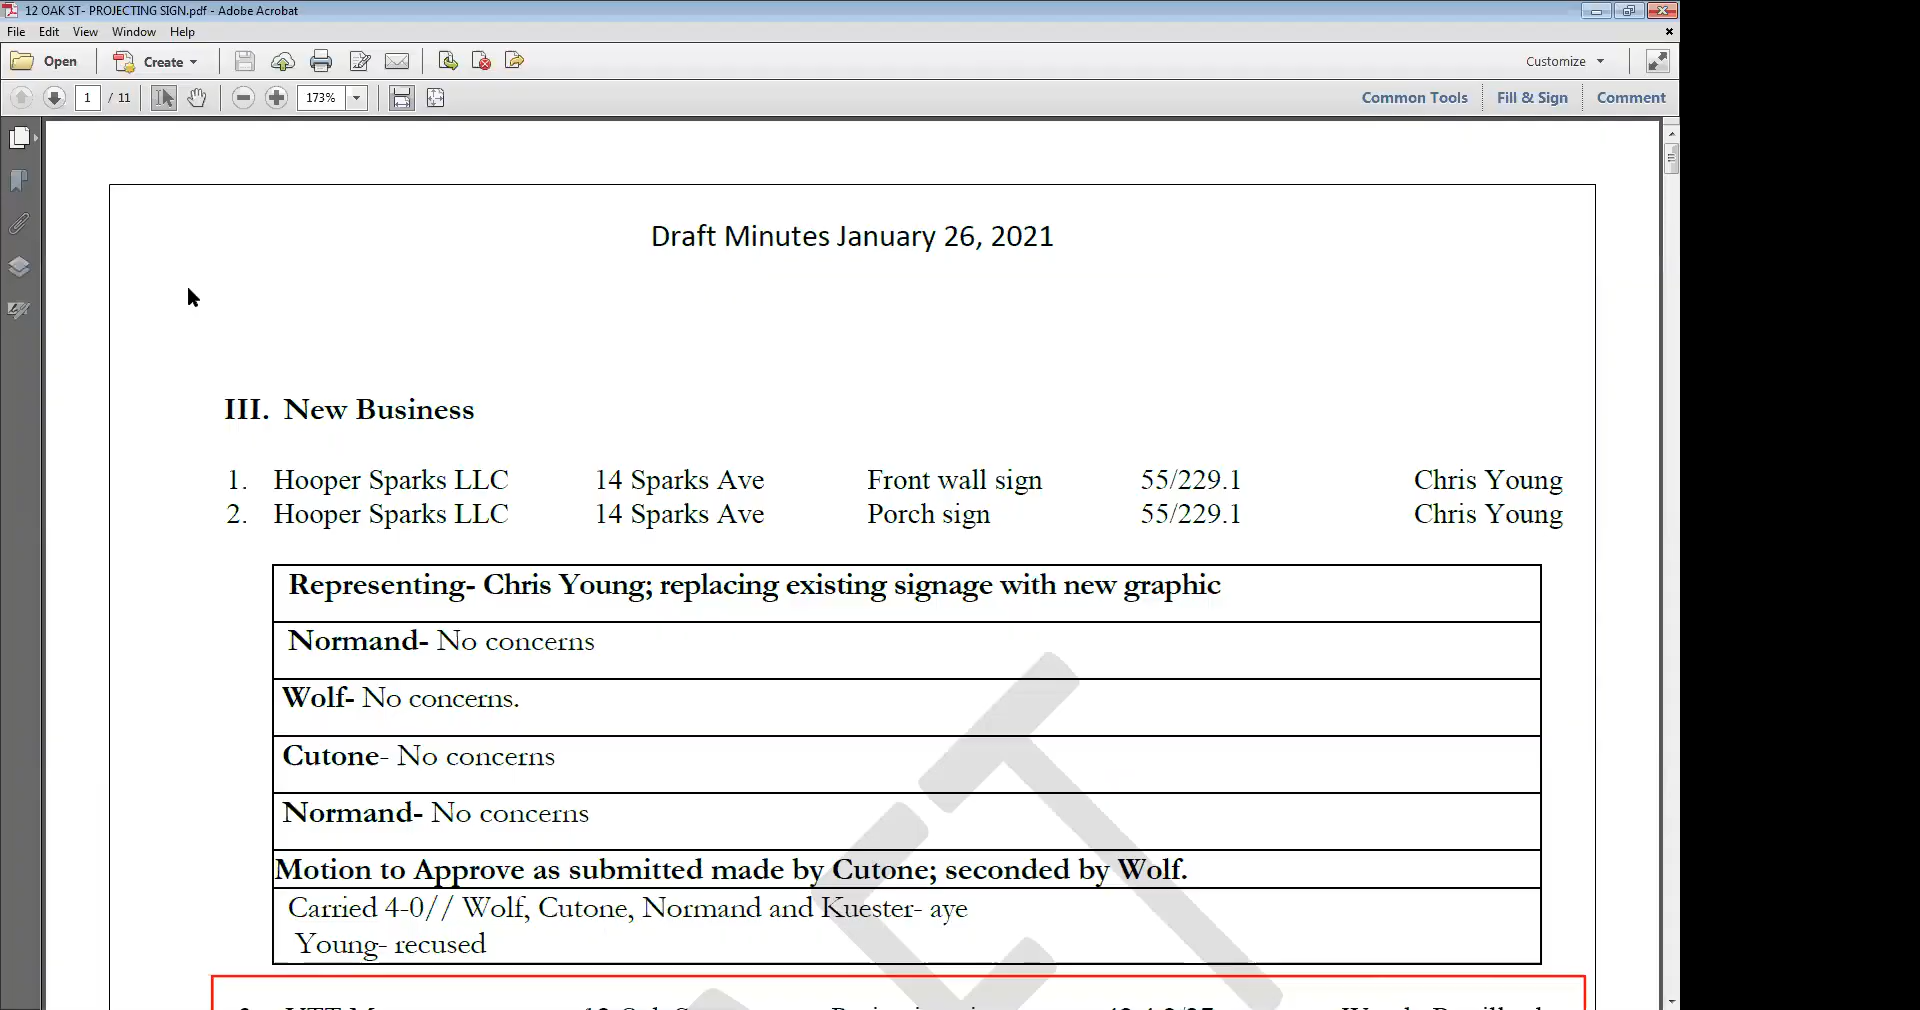 12 OAK ST- PROJECTING SIGN.pdf - Adobe Acrobat
File Edit View Window Help
Open Create Customize
1 / 11 173% Common Tools Fill & Sign Comment
Draft Minutes January 26, 2021
III. New Business
1. Hooper Sparks LLC 14 Sparks Ave Front wall sign 55/229.1 Chris Young
2. Hooper Sparks LLC 14 Sparks Ave Porch sign 55/229.1 Chris Young
Representing- Chris Young; replacing existing signage with new graphic
Normand- No concerns
Wolf- No concerns.
Cutone- No concerns
Normand- No concerns
Motion to Approve as submitted made by Cutone; seconded by Wolf.
Carried 4-0// Wolf, Cutone, Normand and Kuester- aye
Young- recused